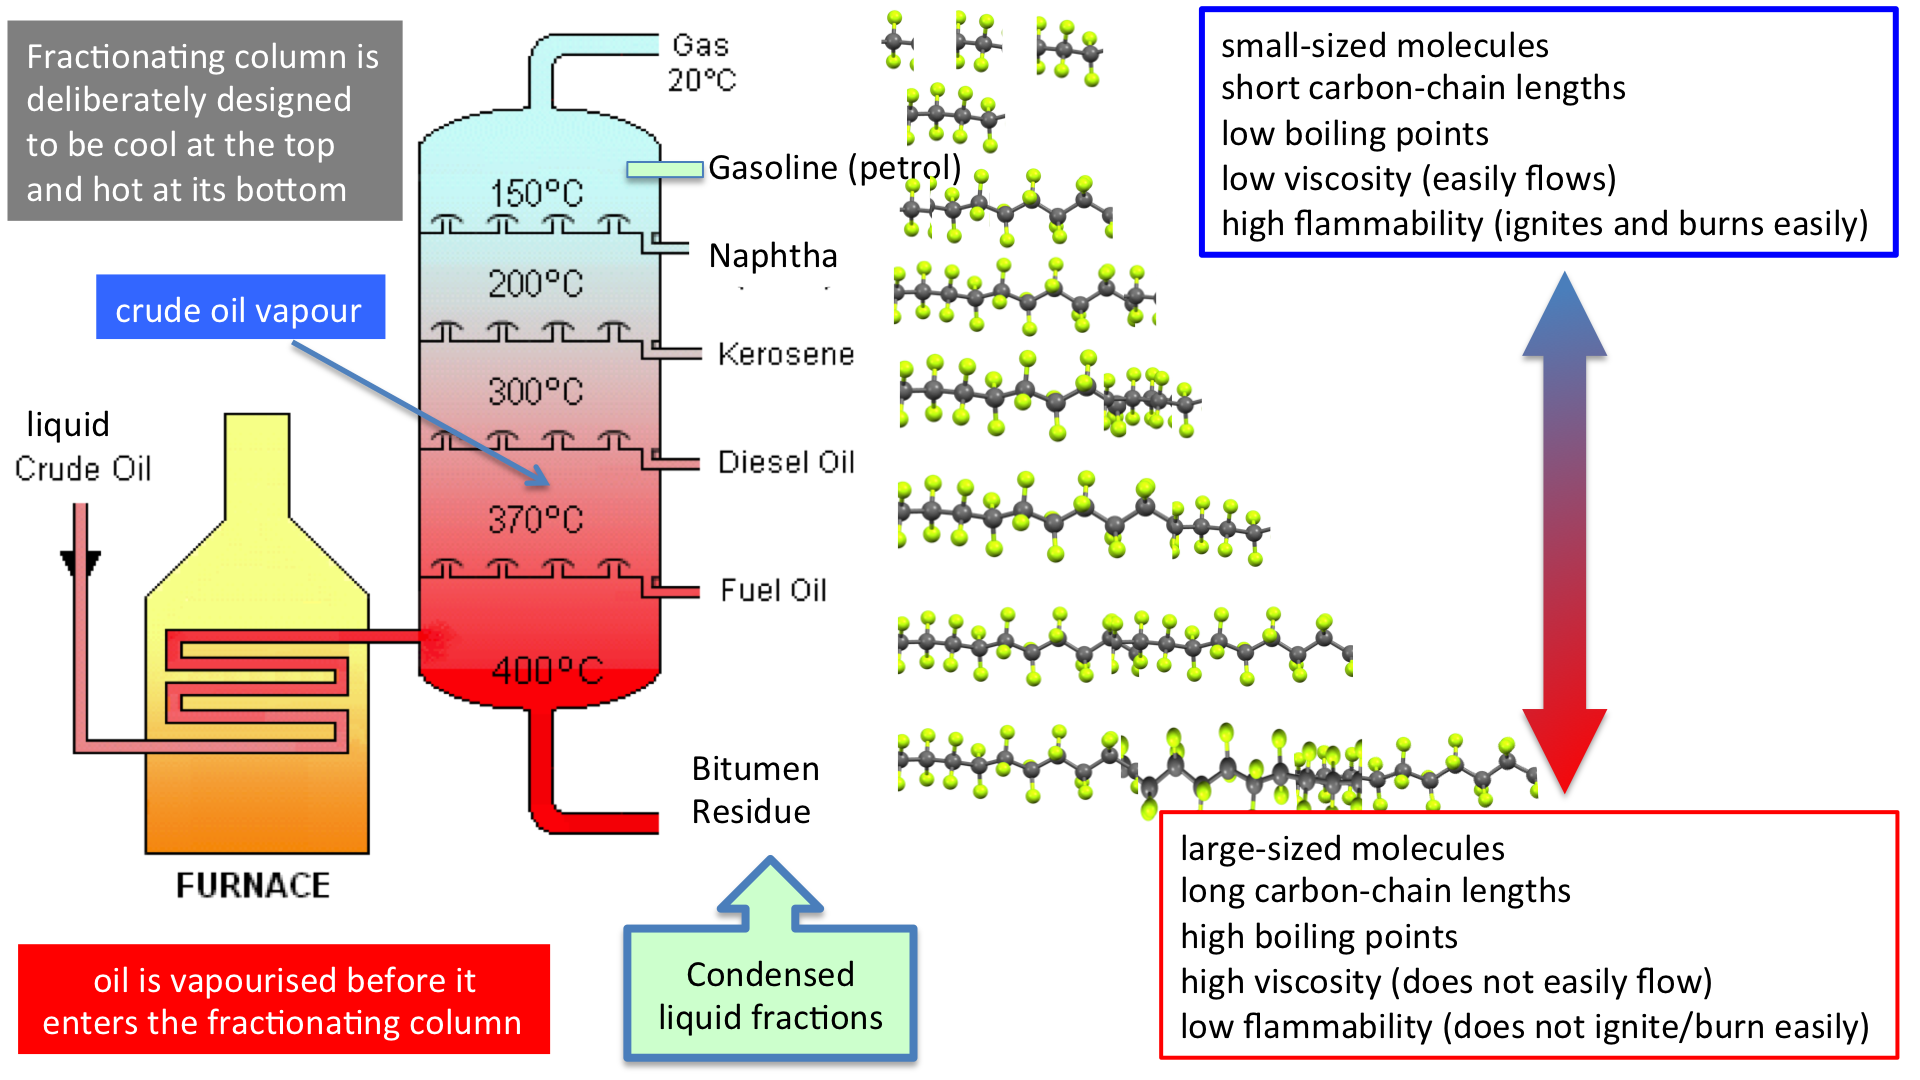 Fractionating column is
deliberately designed
to be cool at the top
and hot at its bottom
Gas
20°C
small-sized molecules
short carbon-chain lengths
low boiling points
low viscosity (easily flows)
high flammability (ignites and burns easily)
Gasoline (petrol)
150°C
Naphtha
200°C
crude oil vapour
Kerosene
300°C
liquid
Crude Oil
Diesel Oil
370°C
Fuel Oil
400°C
Bitumen
Residue
FURNACE
large-sized molecules
long carbon-chain lengths
high boiling points
high viscosity (does not easily flow)
low flammability (does not ignite/burn easily)
oil is vapourised before it
enters the fractionating column
Condensed
liquid fractions